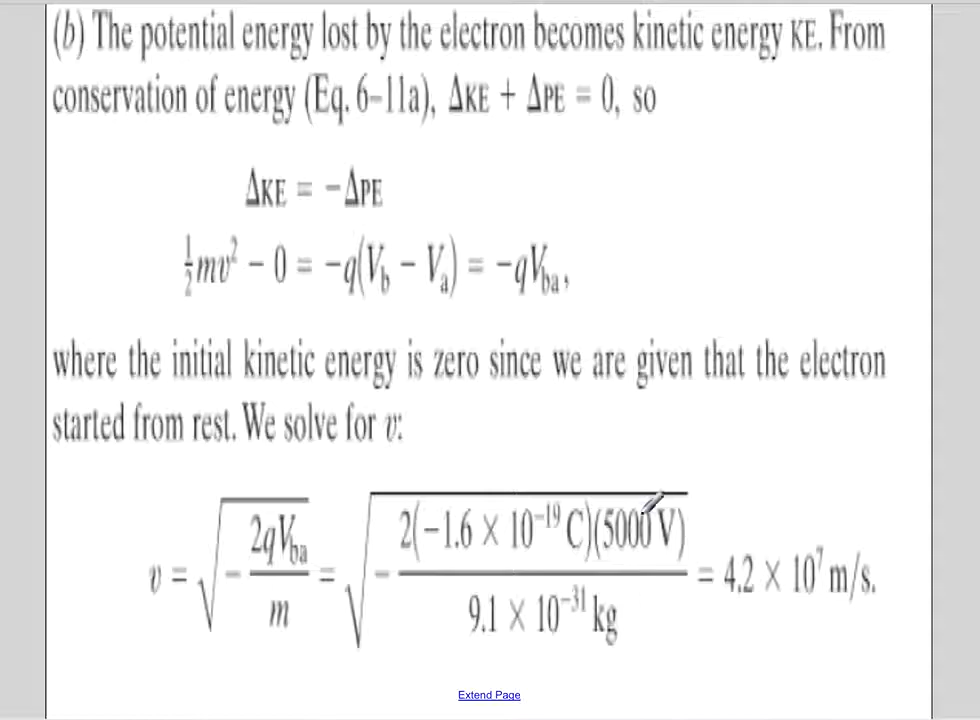 (b) The potential energy lost by the electron becomes kinetic energy KE. From
conservation of energy (Eq. 6–11a), ΔKE + ΔPE = 0, so
ΔKE = −ΔPE
½mv² − 0 = −q(V_b − V_a) = −qV_ba,
where the initial kinetic energy is zero since we are given that the electron
started from rest. We solve for v:
v = √(−2qV_ba/m) = √(−2(−1.6 × 10⁻¹⁹ C)(5000 V)/9.1 × 10⁻³¹ kg) = 4.2 × 10⁷ m/s.
Extend Page